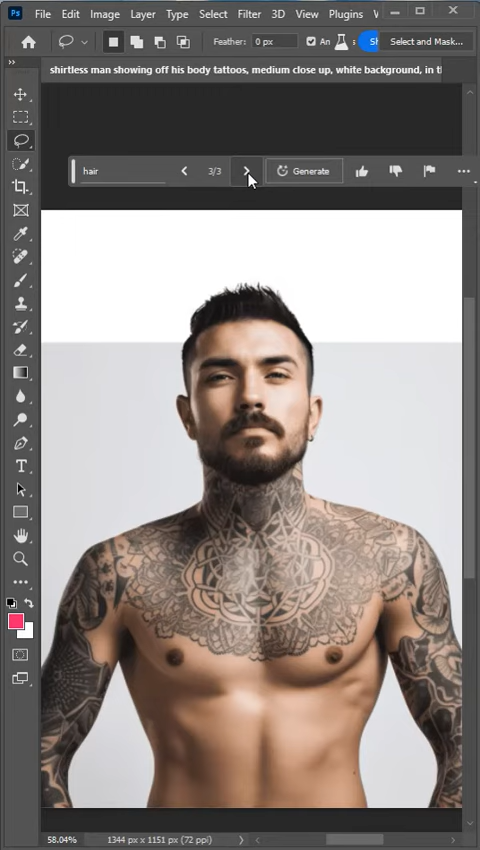 Ps File Edit Image Layer Type Select Filter 3D View Plugins
Feather: 0 px An Select and Mask...
shirtless man showing off his body tattoos, medium close up, white background, in
hair 3/3 Generate
58.04% 1344 px x 1151 px (72 ppi)